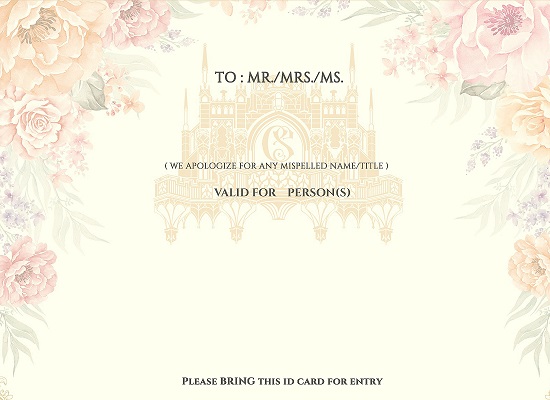 TO : MR./MRS./MS.
( WE APOLOGIZE FOR ANY MISPELLED NAME/TITLE )
VALID FOR PERSON(S)
PLEASE BRING THIS ID CARD FOR ENTRY